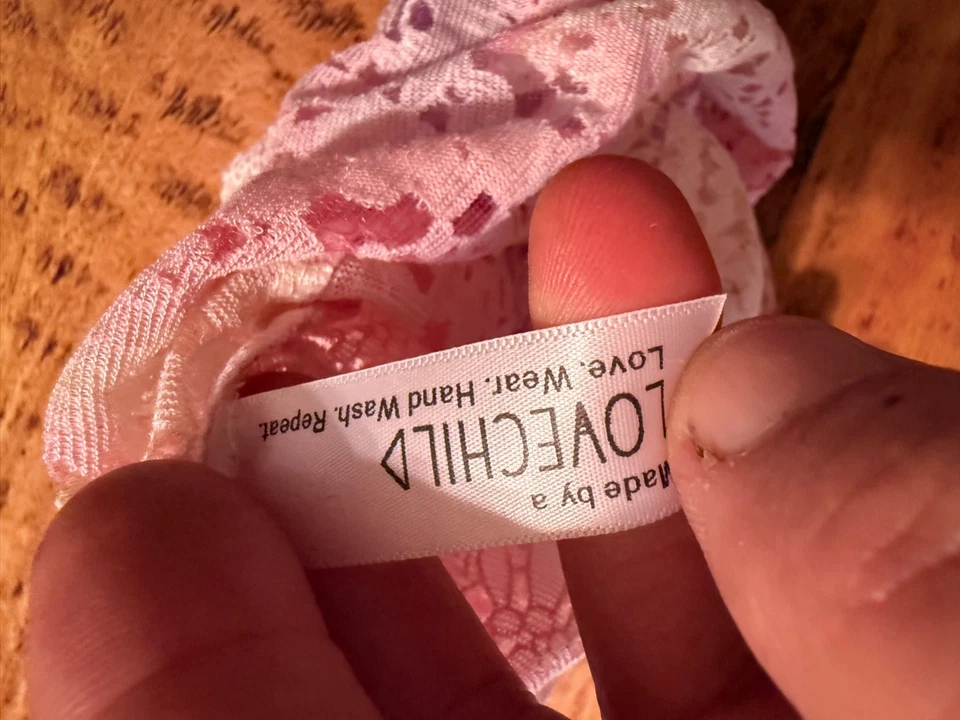 Made by a
LOVECHILD
Love. Wear. Hand Wash. Repeat.